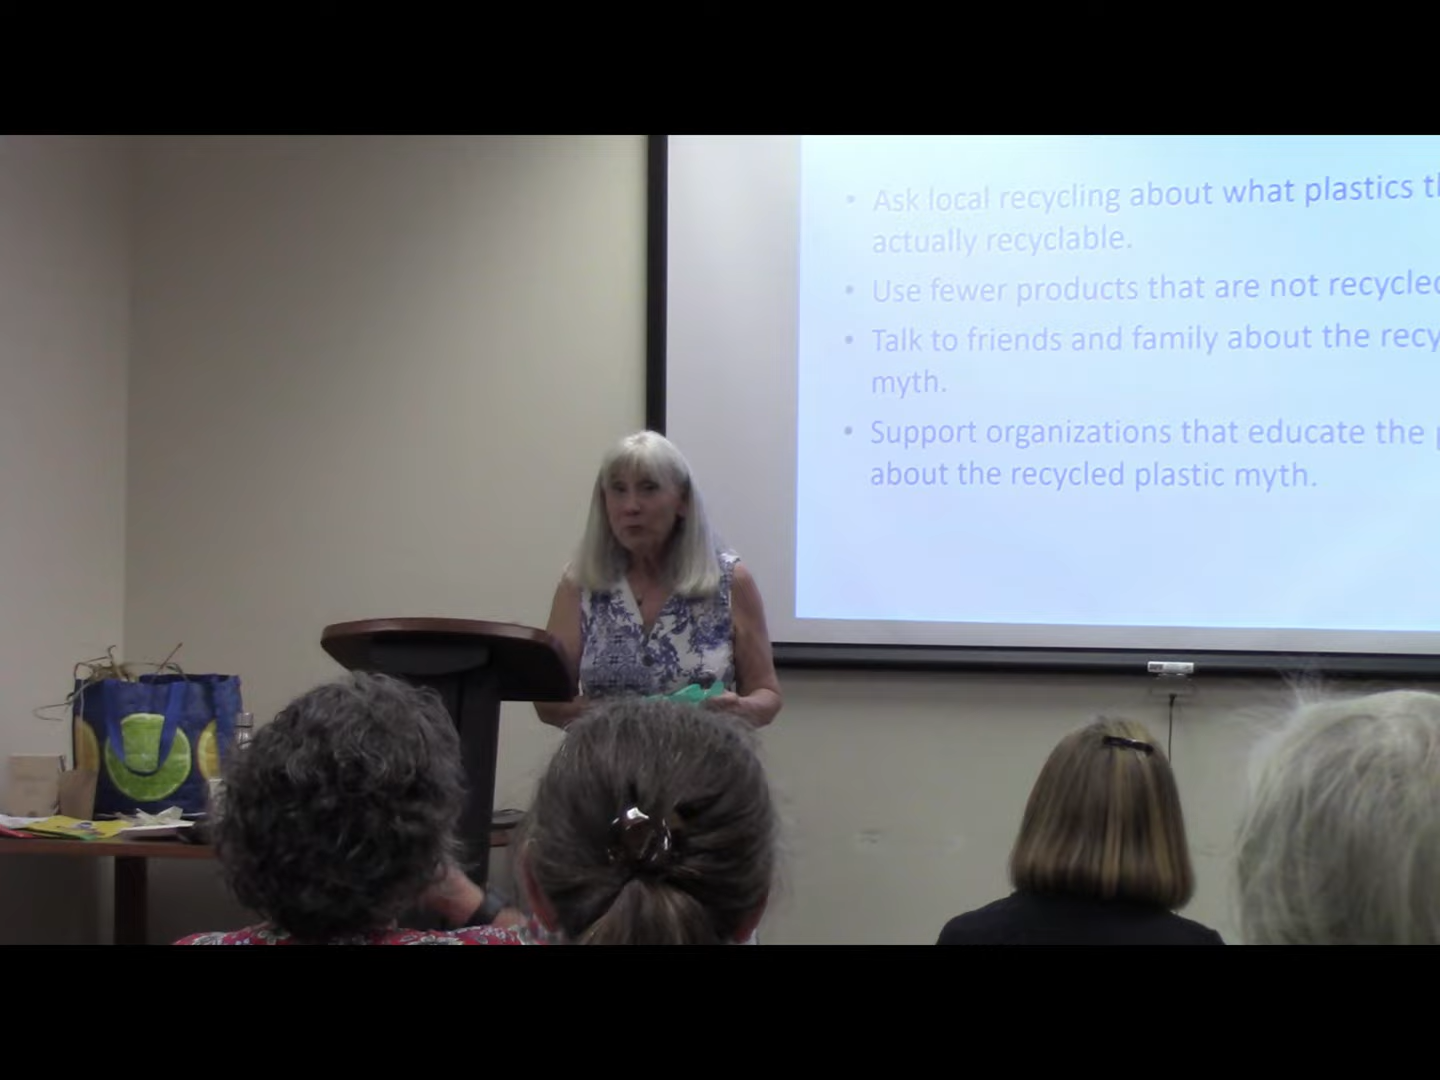 • Ask local recycling about what plastics
actually recyclable.
• Use fewer products that are not recycled
• Talk to friends and family about the
myth.
• Support organizations that educate the
about the recycled plastic myth.